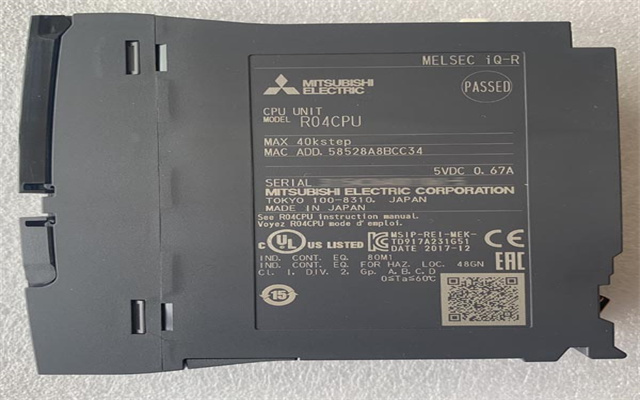 MELSEC iQ-R
MITSUBISHI
ELECTRIC
PASSED
CPU UNIT
MODEL R04CPU
MAX 40kstep
MAC ADD. 58528A8BCC34
5VDC 0.67A
SERIAL
MITSUBISHI ELECTRIC CORPORATION
TOKYO 100-8310, JAPAN
MADE IN JAPAN
See R04CPU instruction manual.
Voyez R04CPU mode d'emploi.
c UL US LISTED
MSIP-REI-MEK-
TD917A231G51
DATE 2017-12
CE
IND. CONT. EQ. 80M1
IND. CONT. EQ. FOR HAZ. LOC. 48GN
CL. I, DIV. 2, Gp. A, B, C, D
0≤Ta≤60℃
EAC
15